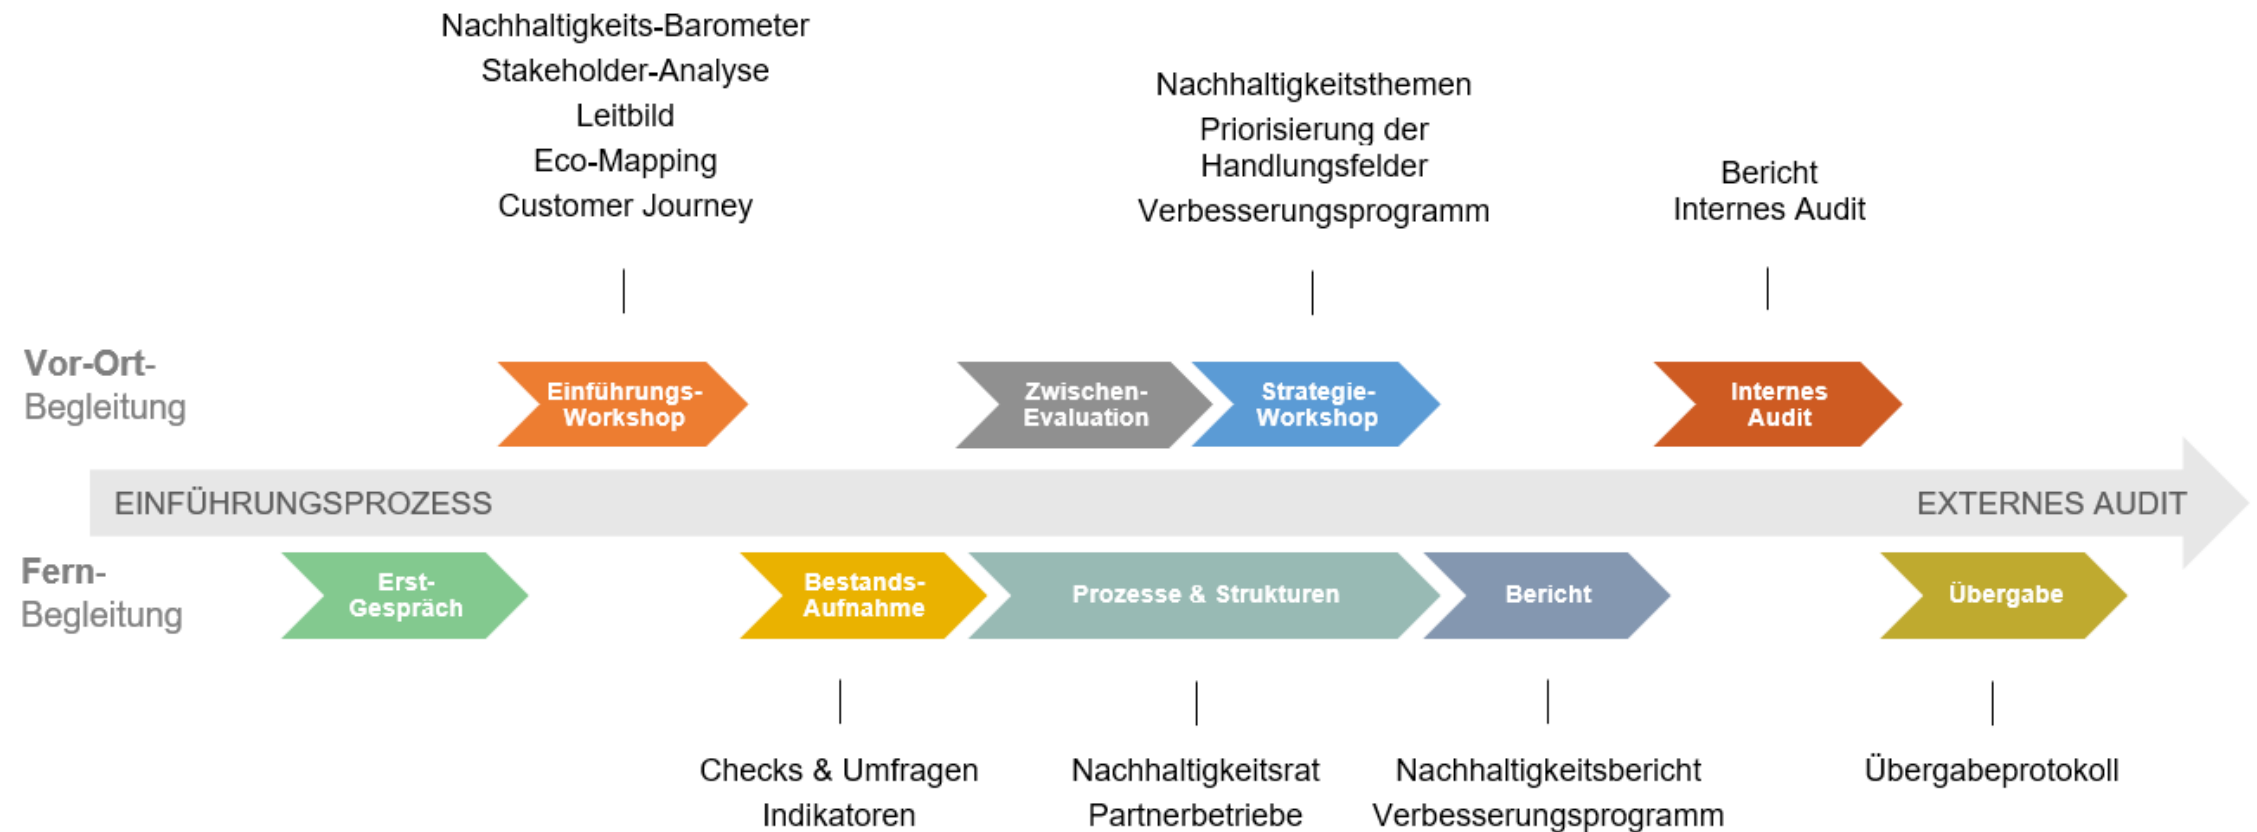 Nachhaltigkeits-Barometer
Stakeholder-Analyse
Leitbild
Eco-Mapping
Customer Journey
Nachhaltigkeitsthemen
Priorisierung der
Handlungsfelder
Verbesserungsprogramm
Bericht
Internes Audit
Vor-Ort-
Begleitung
Einführungs-
Workshop
Zwischen-
Evaluation
Strategie-
Workshop
Internes
Audit
EINFÜHRUNGSPROZESS
EXTERNES AUDIT
Fern-
Begleitung
Erst-
Gespräch
Bestands-
Aufnahme
Prozesse & Strukturen
Bericht
Übergabe
Checks & Umfragen
Indikatoren
Nachhaltigkeitsrat
Partnerbetriebe
Nachhaltigkeitsbericht
Verbesserungsprogramm
Übergabeprotokoll